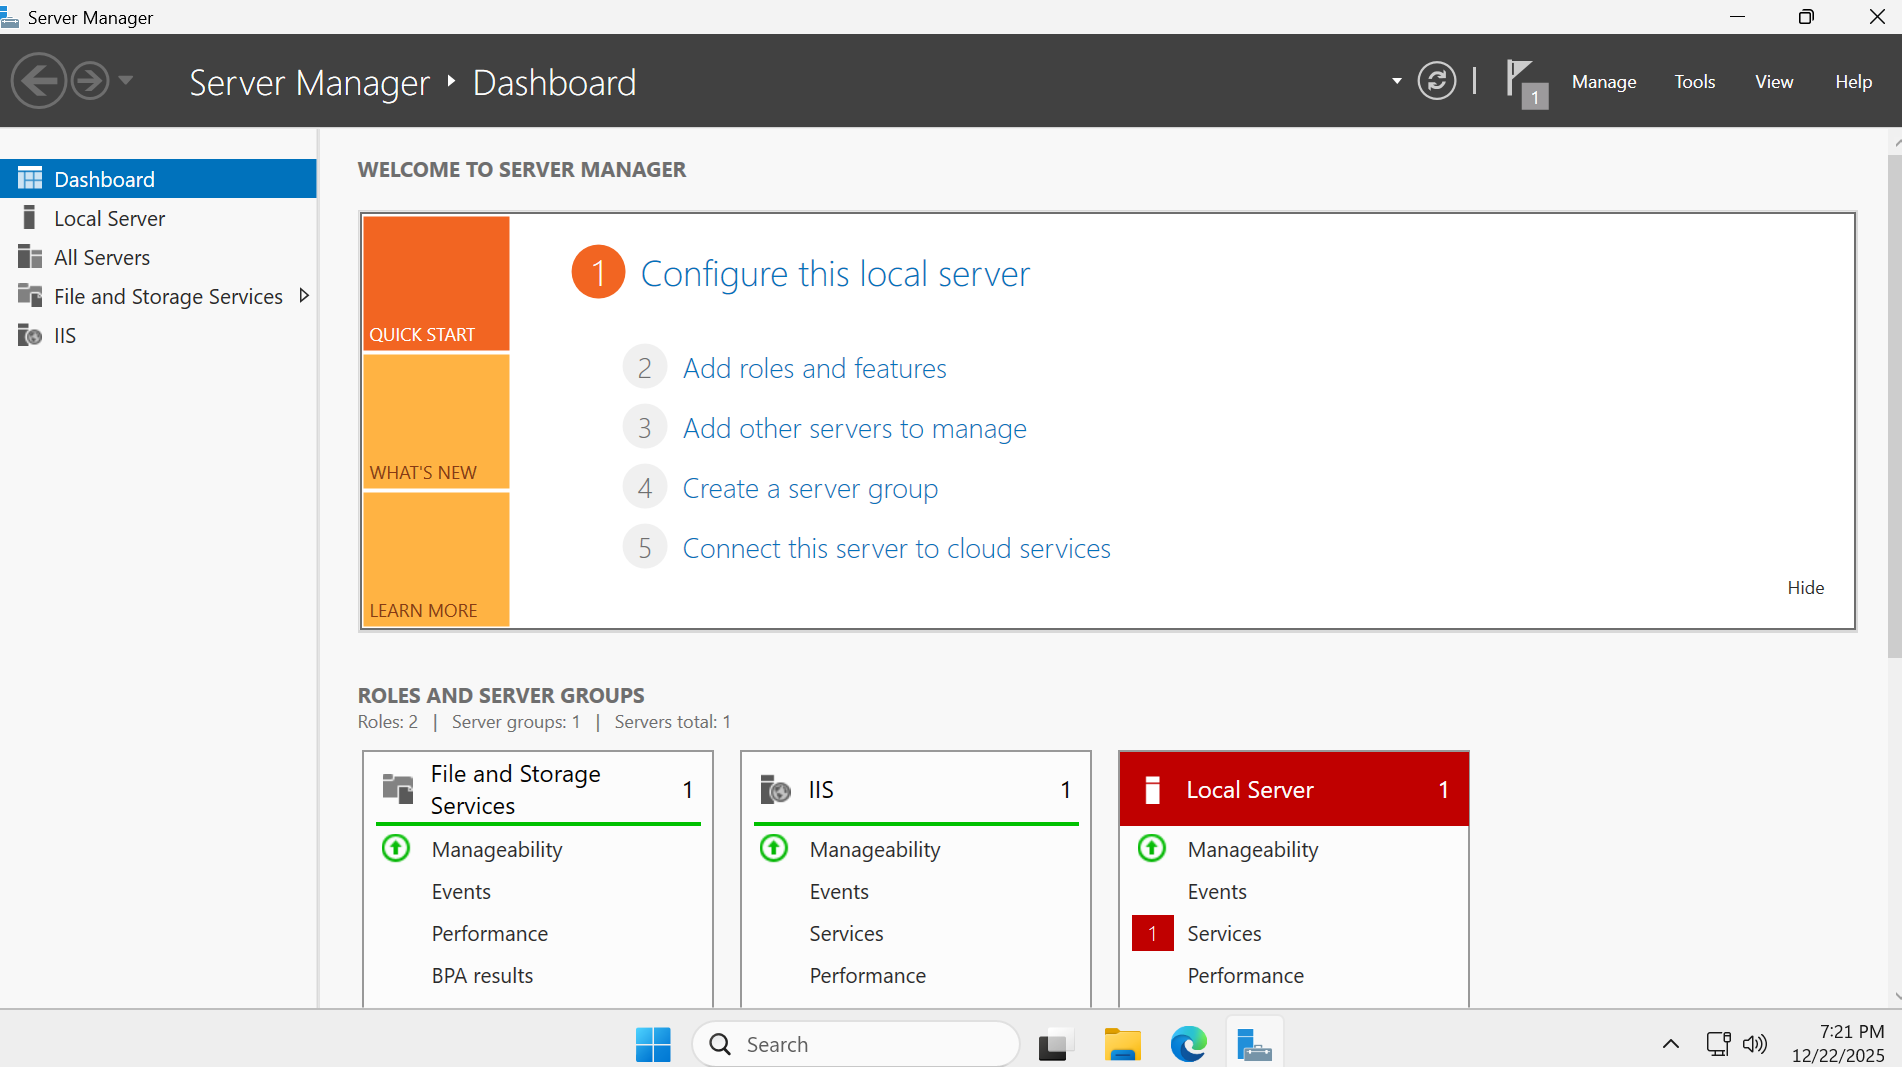 Server Manager
Server Manager ‣ Dashboard
1
Manage
Tools
View
Help
Dashboard
Local Server
All Servers
File and Storage Services
IIS
WELCOME TO SERVER MANAGER
QUICK START
WHAT'S NEW
LEARN MORE
1 Configure this local server
2 Add roles and features
3 Add other servers to manage
4 Create a server group
5 Connect this server to cloud services
Hide
ROLES AND SERVER GROUPS
Roles: 2 | Server groups: 1 | Servers total: 1
File and Storage
Services
1
Manageability
Events
Performance
BPA results
IIS 1
Manageability
Events
Services
Performance
Local Server 1
Manageability
Events
1 Services
Performance
Search
7:21 PM
12/22/2025